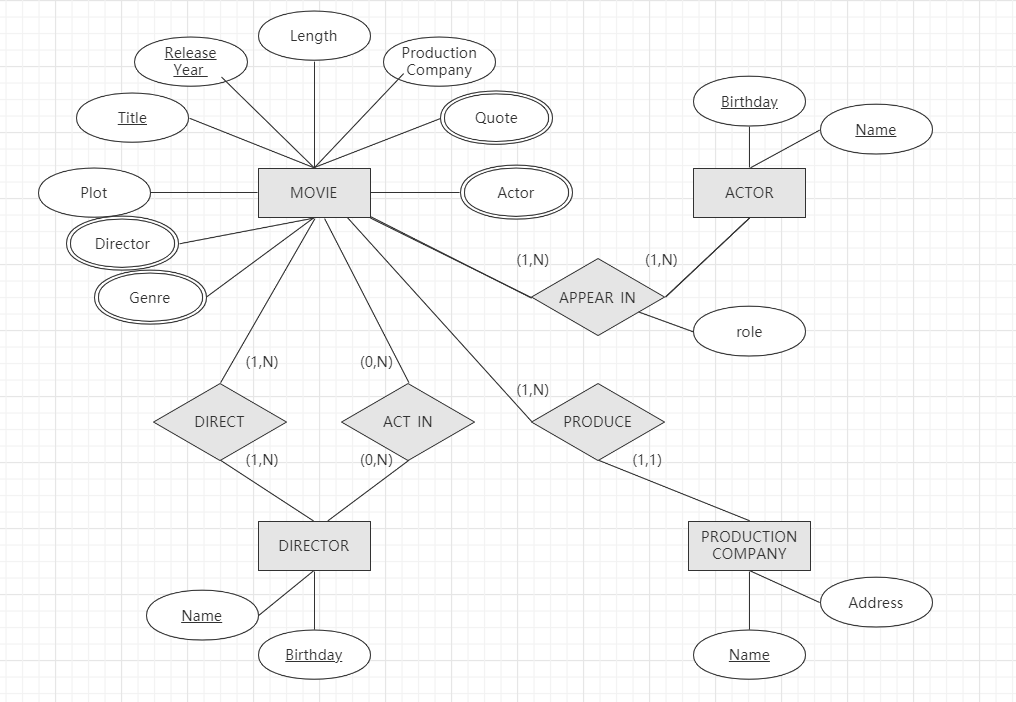 Length
Release
Year
Production
Company
Title
Quote
Birthday
Name
Plot
MOVIE
Actor
ACTOR
Director
Genre
(1,N)
(1,N)
APPEAR IN
role
(1,N)
(0,N)
(1,N)
DIRECT
ACT IN
PRODUCE
(1,N)
(0,N)
(1,1)
DIRECTOR
PRODUCTION
COMPANY
Name
Address
Birthday
Name